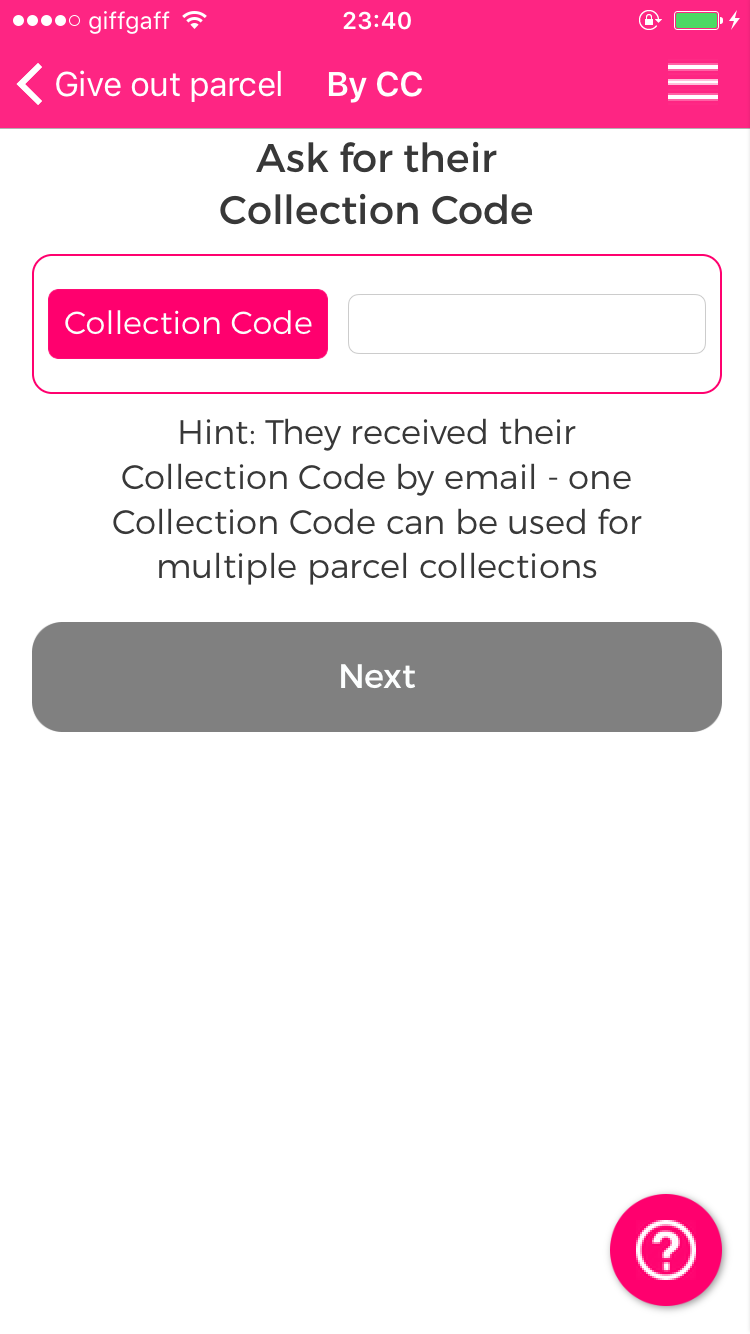 giffgaff 23:40
Give out parcel By CC
Ask for their
Collection Code
Collection Code
Hint: They received their
Collection Code by email - one
Collection Code can be used for
multiple parcel collections
Next
?